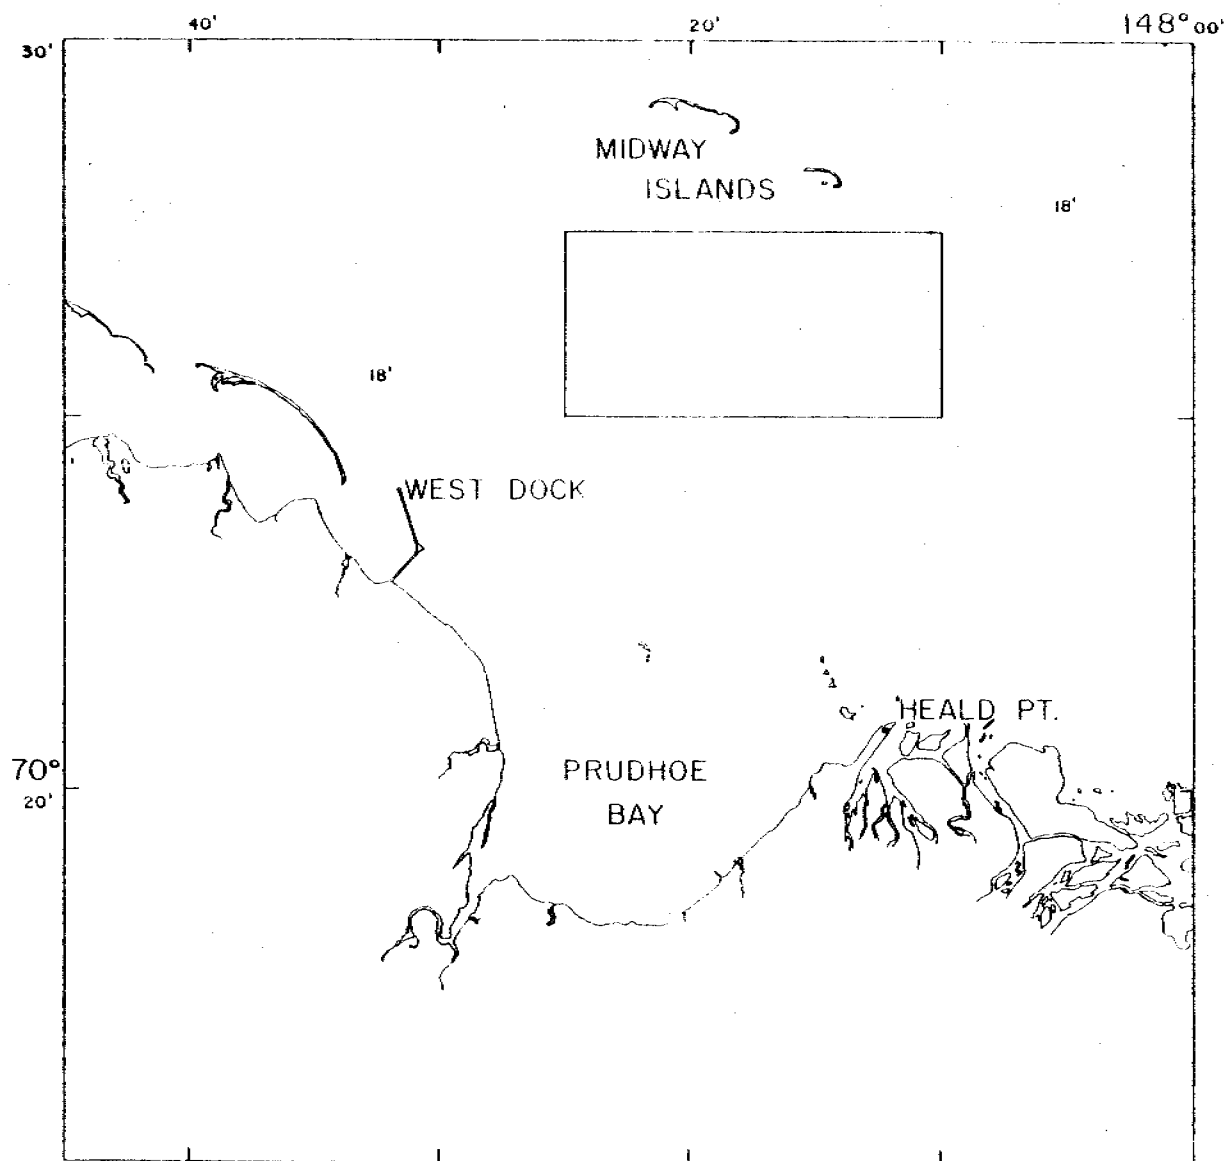 40' 20' 148°00'
30'
MIDWAY
ISLANDS
18'
18'
WEST DOCK
HEALD PT.
70°
20'
PRUDHOE
BAY